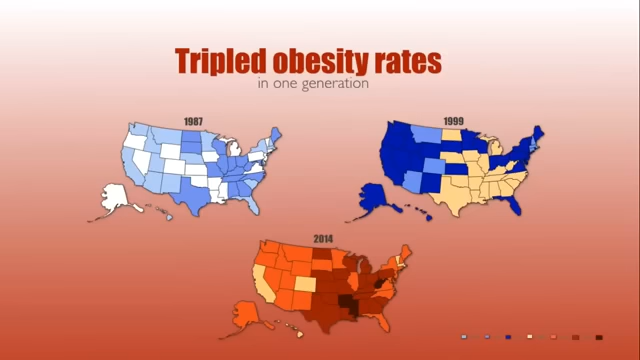 Tripled obesity rates
in one generation
1987
1999
2014